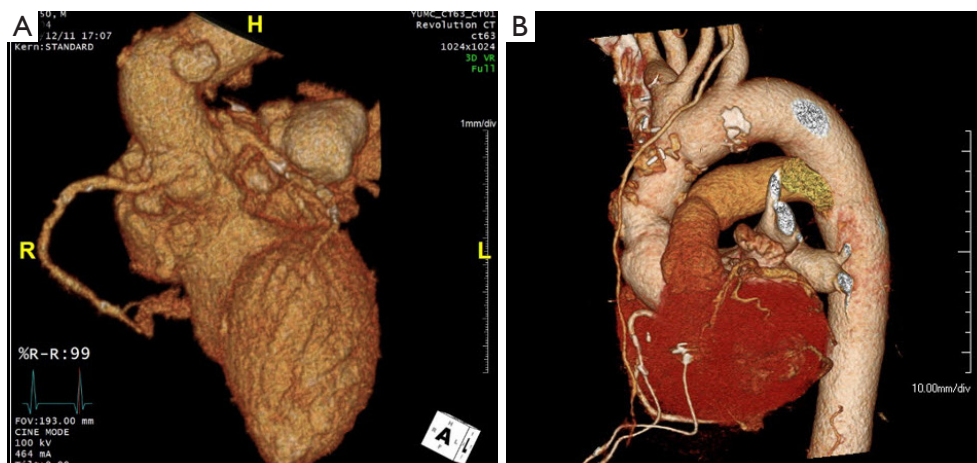 A
H
R
L
/12/11 17:07
Kern:STANDARD
YUMC_CT63_CT01
Revolution CT
ct63
1024x1024
3D VR
Full
1mm/div
%R-R:99
FOV:193.00 mm
CINE MODE
100 kV
464 mA
A
L
B
10.00mm/div